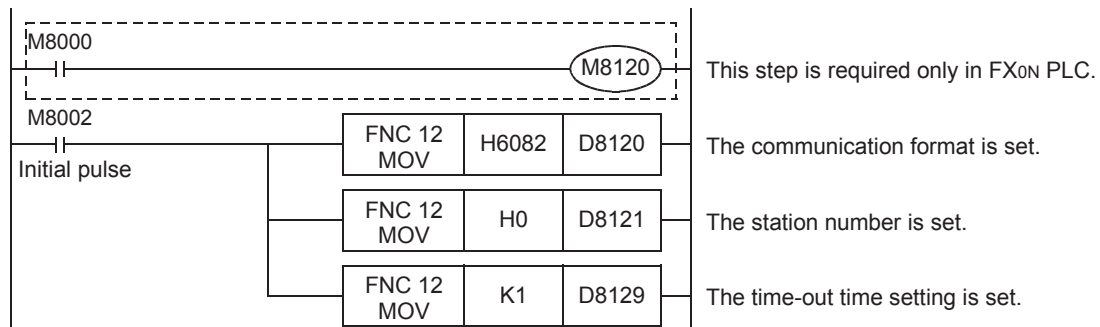 M8000
M8120 This step is required only in FX0N PLC.
M8002
Initial pulse
FNC 12
MOV H6082 D8120 The communication format is set.
FNC 12
MOV H0 D8121 The station number is set.
FNC 12
MOV K1 D8129 The time-out time setting is set.